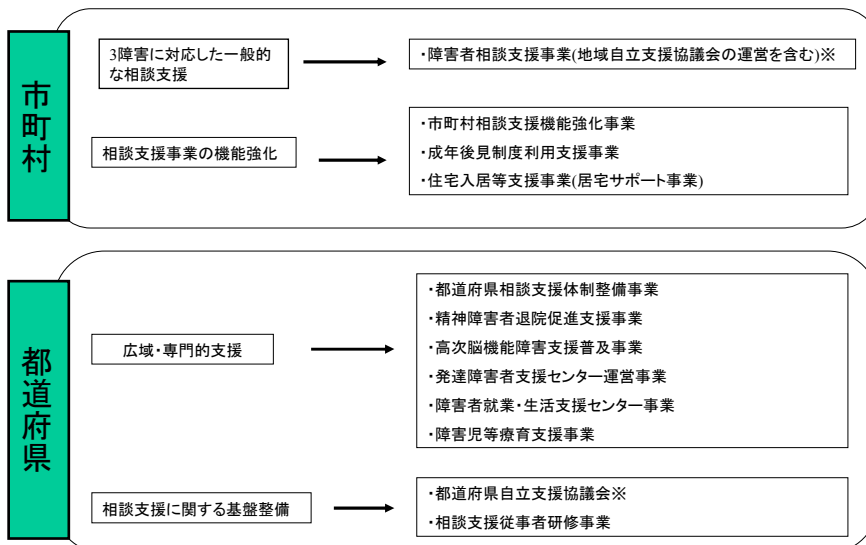 市町村
3障害に対応した一般的
な相談支援
・障害者相談支援事業(地域自立支援協議会の運営を含む)※
相談支援事業の機能強化
・市町村相談支援機能強化事業
・成年後見制度利用支援事業
・住宅入居等支援事業(居宅サポート事業)
都道府県
広域・専門的支援
・都道府県相談支援体制整備事業
・精神障害者退院促進支援事業
・高次脳機能障害支援普及事業
・発達障害者支援センター運営事業
・障害者就業・生活支援センター事業
・障害児等療育支援事業
相談支援に関する基盤整備
・都道府県自立支援協議会※
・相談支援従事者研修事業